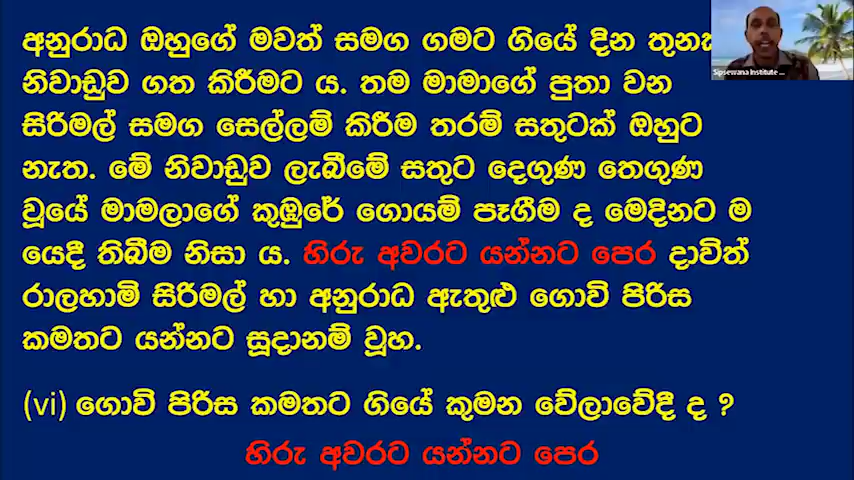 අනුරාධ ඔහුගේ මවත් සමග ගමට ගියේ දින
නිවාඩුව ගත කිරීමට ය. තම මාමාගේ පුතා වන
සිරිමල් සමග සෙල්ලම් කිරීම තරම් සතුටක් ඔහුට
නැත. මේ නිවාඩුව ලැබීමේ සතුට දෙගුණ තෙගුණ
වූයේ මාමලාගේ කුඹුරේ ගොයම් පෑගීම ද මෙදිනට ම
යෙදී තිබීම නිසා ය. හිරු අවරට යන්නට පෙර දාවිත්
රාලහාමි සිරිමල් හා අනුරාධ ඇතුළු ගොවි පිරිස
කමතට යන්නට සූදානම් වූහ.
(vi) ගොවි පිරිස කමතට ගියේ කුමන වේලාවේදී ද ?
හිරු අවරට යන්නට පෙර
Sipsewana Institute ...